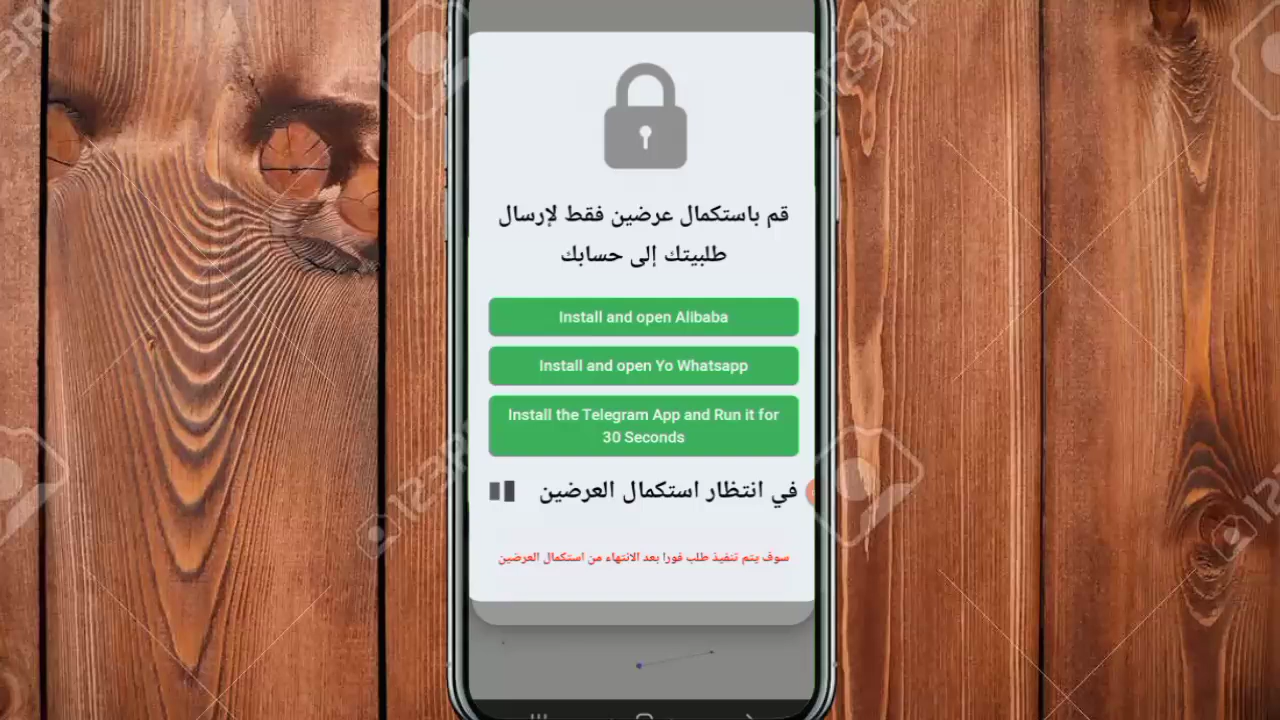 قم باستكمال عرضين فقط لإرسال
طلبيتك إلى حسابك
Install and open Alibaba
Install and open Yo Whatsapp
Install the Telegram App and Run it for
30 Seconds
في انتظار استكمال العرضين
سوف يتم تنفيذ طلب فورا بعد الانتهاء من استكمال العرضين